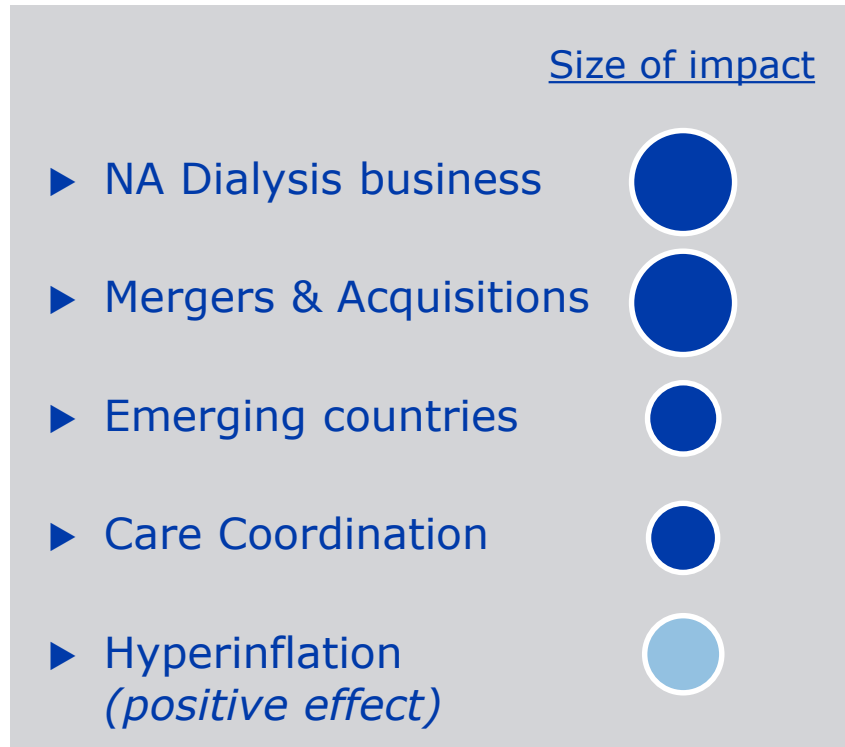 Size of impact
NA Dialysis business
Mergers & Acquisitions
Emerging countries
Care Coordination
Hyperinflation
(positive effect)